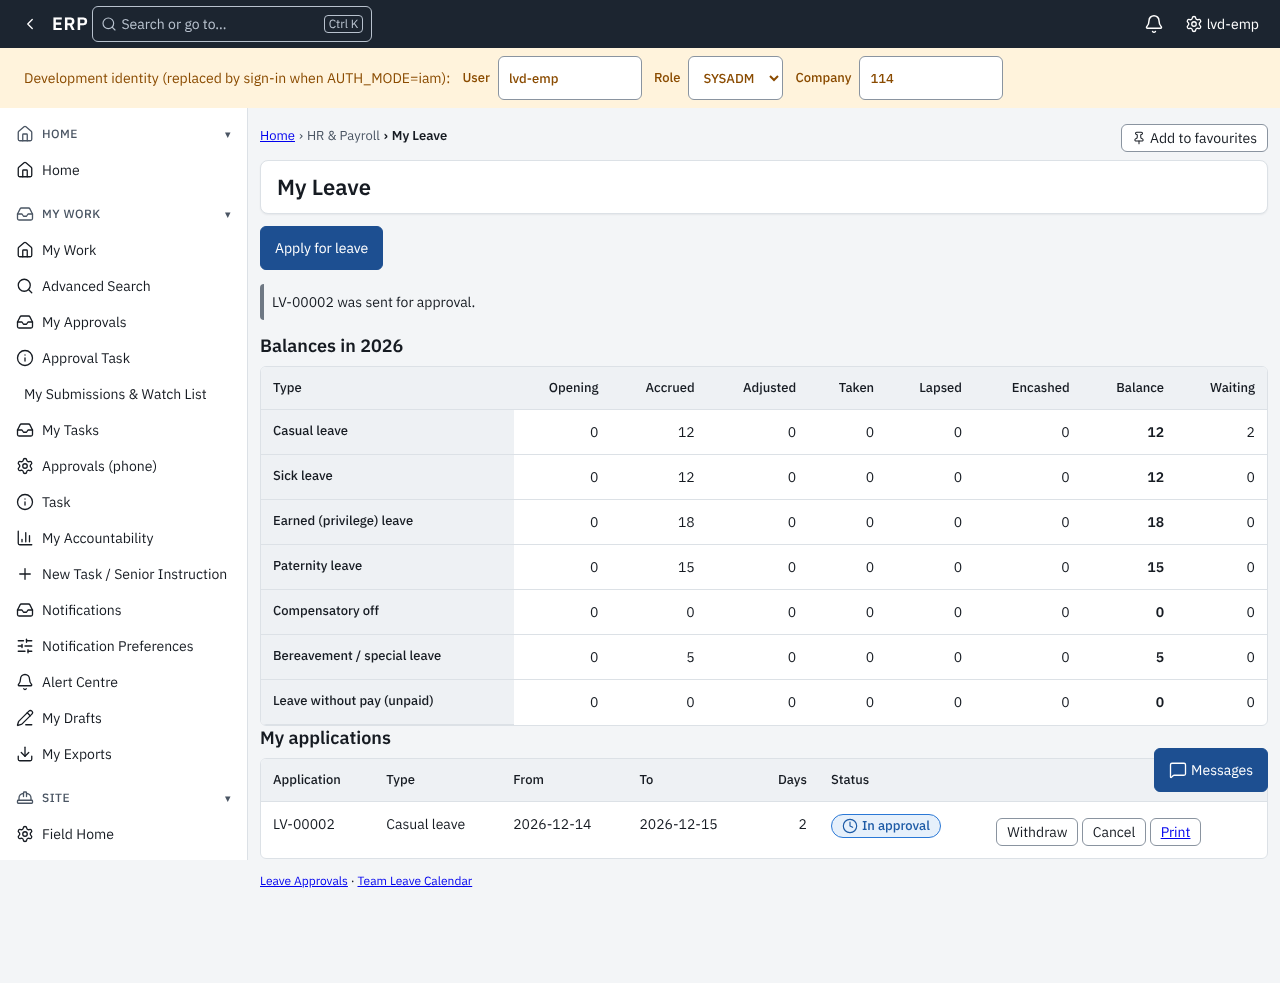 ERP Search or go to... Ctrl K lvd-emp
Development identity (replaced by sign-in when AUTH_MODE=iam): User lvd-emp Role SYSADM Company 114
HOME
Home
MY WORK
My Work
Advanced Search
My Approvals
Approval Task
My Submissions & Watch List
My Tasks
Approvals (phone)
Task
My Accountability
New Task / Senior Instruction
Notifications
Notification Preferences
Alert Centre
My Drafts
My Exports
SITE
Field Home
Home › HR & Payroll › My Leave
Add to favourites
My Leave
Apply for leave
LV-00002 was sent for approval.
Balances in 2026
Type Opening Accrued Adjusted Taken Lapsed Encashed Balance Waiting
Casual leave 0 12 0 0 0 0 12 2
Sick leave 0 12 0 0 0 0 12 0
Earned (privilege) leave 0 18 0 0 0 0 18 0
Paternity leave 0 15 0 0 0 0 15 0
Compensatory off 0 0 0 0 0 0 0 0
Bereavement / special leave 0 5 0 0 0 0 5 0
Leave without pay (unpaid) 0 0 0 0 0 0 0 0
My applications
Messages
Application Type From To Days Status
LV-00002 Casual leave 2026-12-14 2026-12-15 2 In approval Withdraw Cancel Print
Leave Approvals · Team Leave Calendar